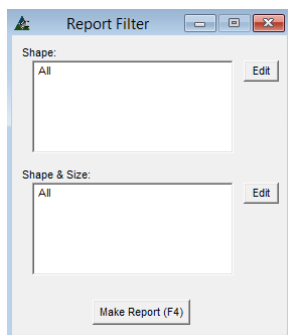 Report Filter
Shape:
All
Edit
Shape & Size:
All
Edit
Make Report (F4)